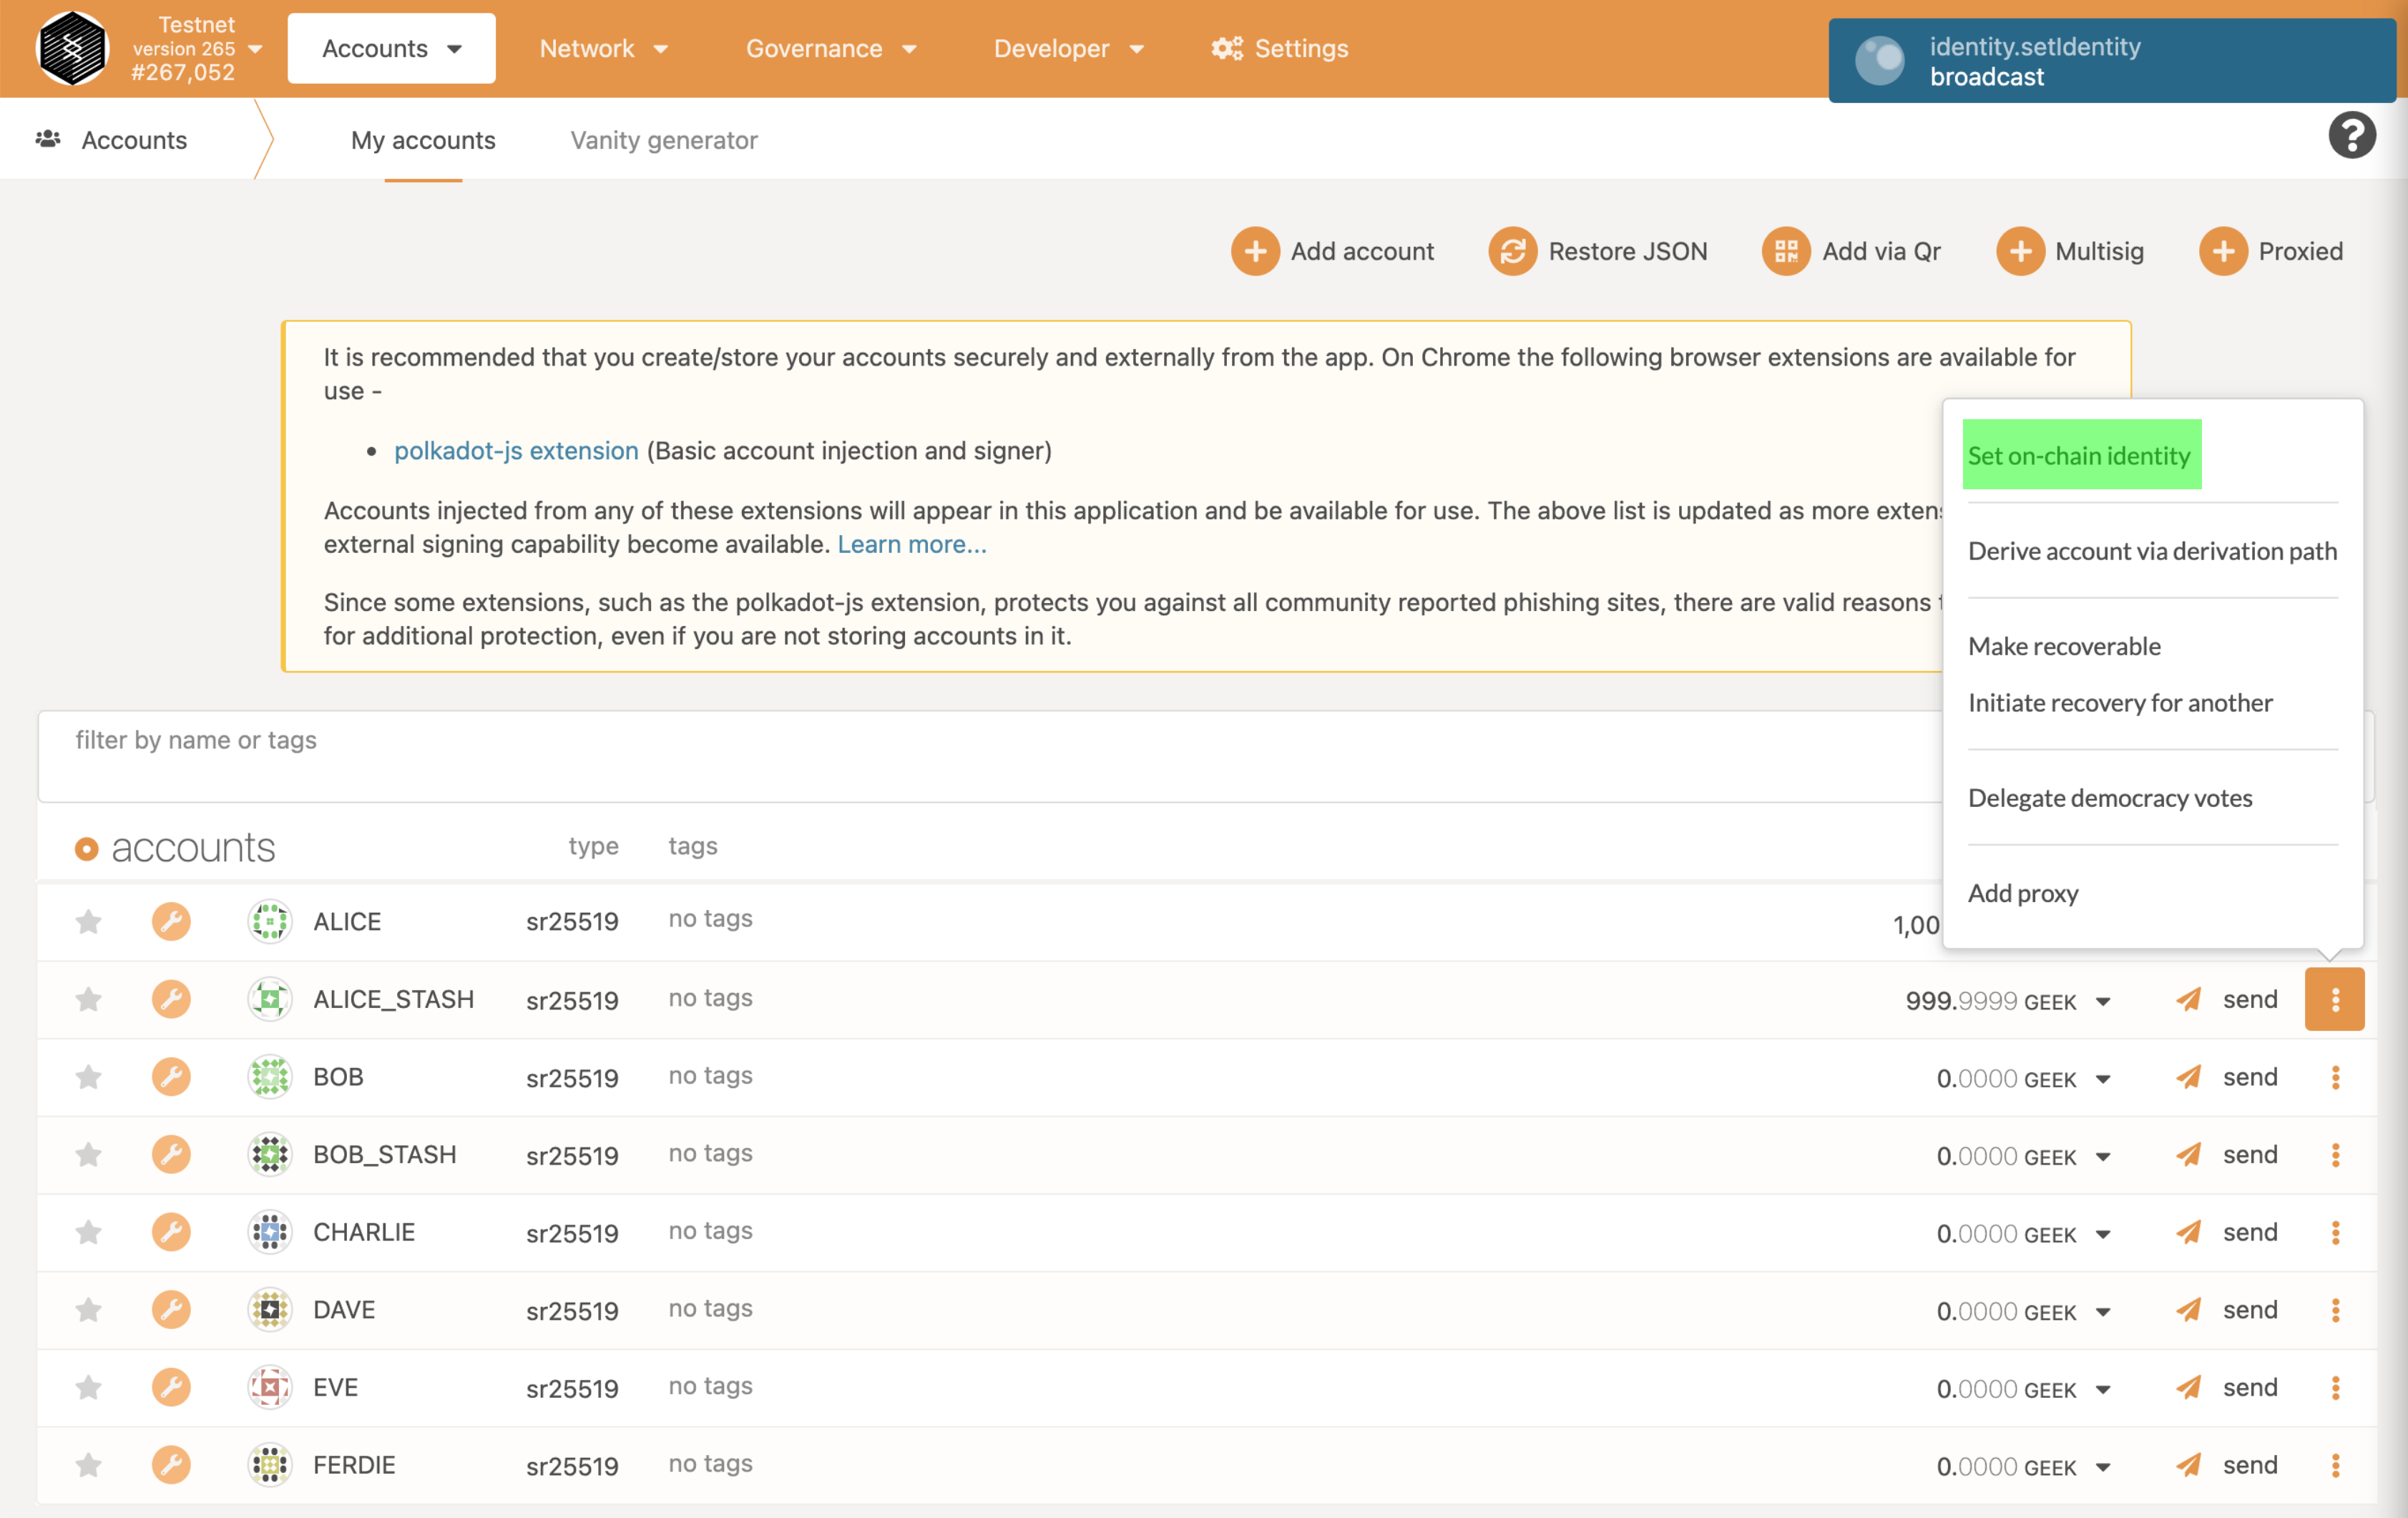 Testnet
version 265
#267,052
Accounts
Network
Governance
Developer
Settings
identity.setIdentity
broadcast
Accounts
My accounts
Vanity generator
?
Add account
Restore JSON
Add via Qr
Multisig
Proxied
It is recommended that you create/store your accounts securely and externally from the app. On Chrome the following browser extensions are available for
use -
• polkadot-js extension (Basic account injection and signer)
Accounts injected from any of these extensions will appear in this application and be available for use. The above list is updated as more
external signing capability become available. Learn more...
Since some extensions, such as the polkadot-js extension, protects you against all community reported phishing sites, there are valid reasons
for additional protection, even if you are not storing accounts in it.
Set on-chain identity
Derive account via derivation path
Make recoverable
Initiate recovery for another
Delegate democracy votes
Add proxy
filter by name or tags
accounts type tags
ALICE sr25519 no tags 1,00
ALICE_STASH sr25519 no tags 999.9999 GEEK send
BOB sr25519 no tags 0.0000 GEEK send
BOB_STASH sr25519 no tags 0.0000 GEEK send
CHARLIE sr25519 no tags 0.0000 GEEK send
DAVE sr25519 no tags 0.0000 GEEK send
EVE sr25519 no tags 0.0000 GEEK send
FERDIE sr25519 no tags 0.0000 GEEK send